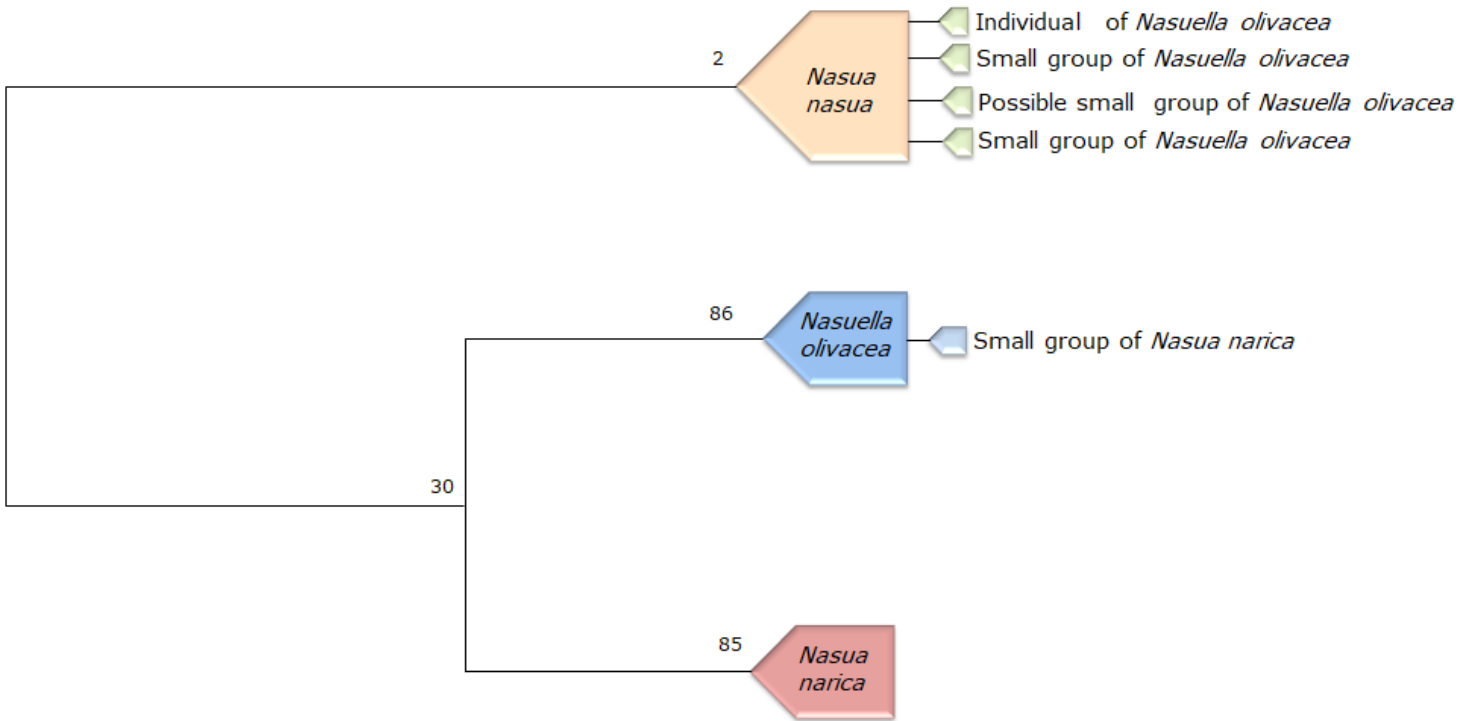 Individual of Nasuella olivacea
2
Small group of Nasuella olivacea
Nasua
nasua
Possible small group of Nasuella olivacea
Small group of Nasuella olivacea
86
Nasuella
olivacea
Small group of Nasua narica
30
85
Nasua
narica